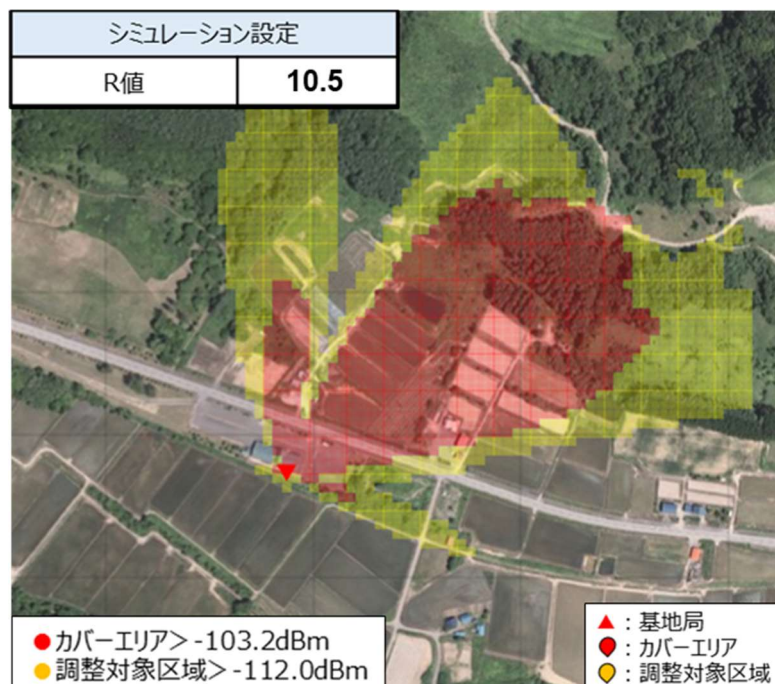 シミュレーション設定
R値 10.5
● カバーエリア> -103.2dBm
● 調整対象区域> -112.0dBm
▲ : 基地局
: カバーエリア
: 調整対象区域